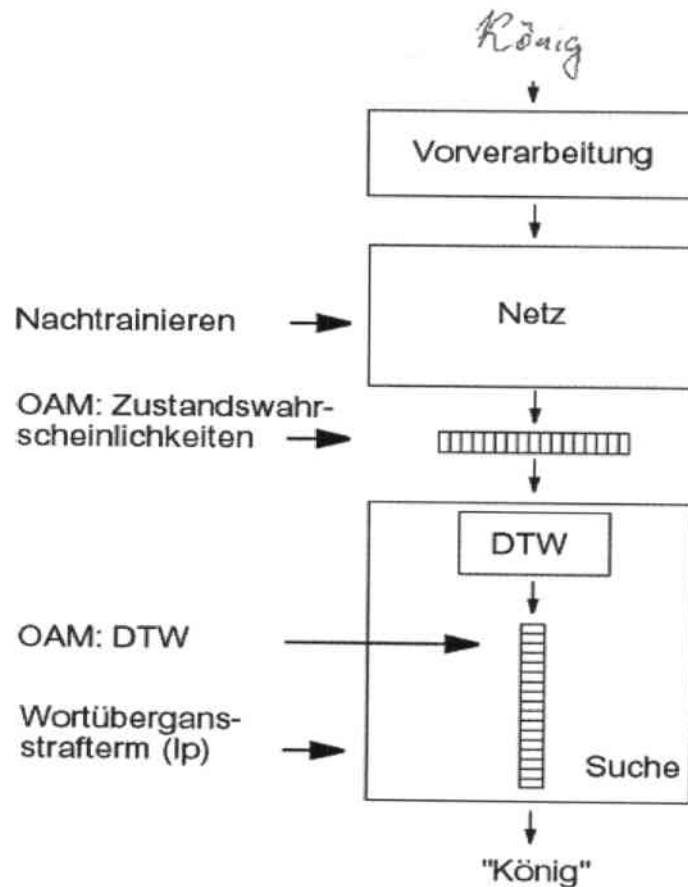 König
Vorverarbeitung
Netz
Nachtrainieren
OAM: Zustandswahr-
scheinlichkeiten
DTW
OAM: DTW
Wortübergans-
strafterm (lp)
Suche
"König"